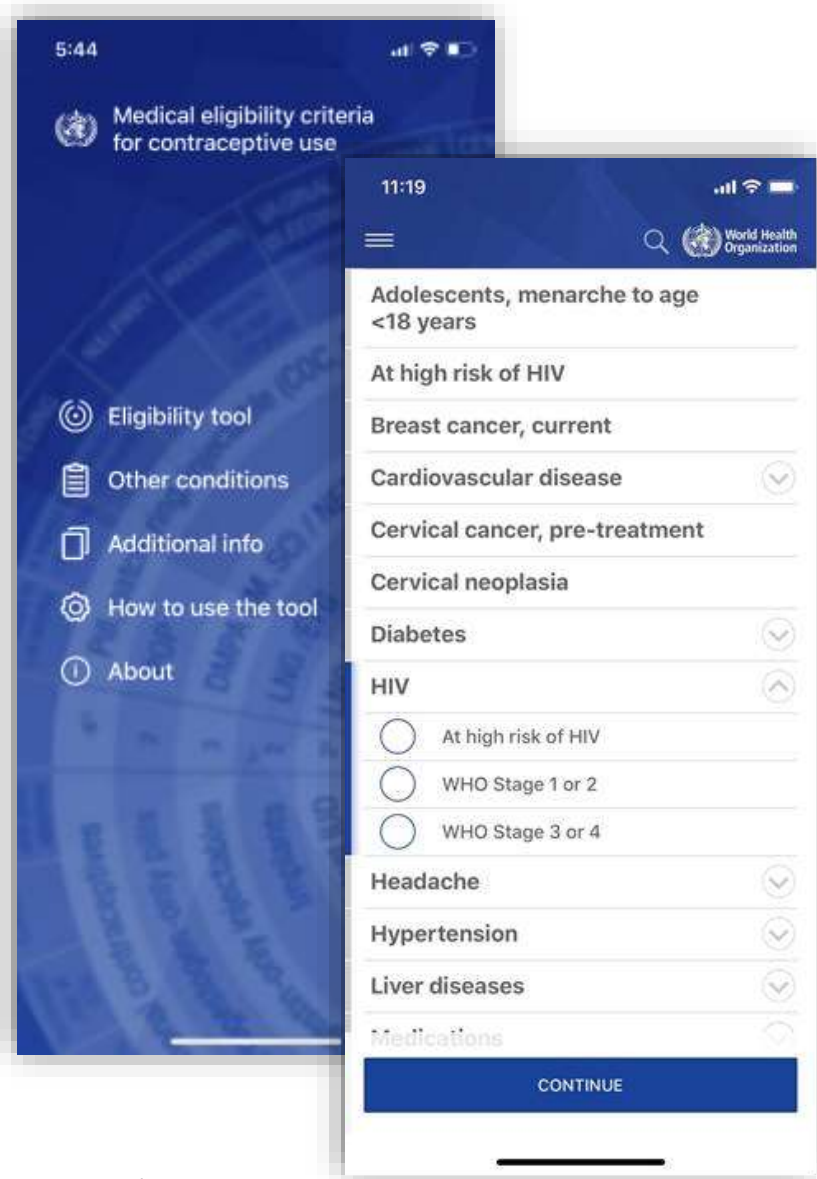 5:44
Medical eligibility criteria
for contraceptive use
Eligibility tool
Other conditions
Additional info
How to use the tool
About
11:19
World Health
Organization
Adolescents, menarche to age
<18 years
At high risk of HIV
Breast cancer, current
Cardiovascular disease
Cervical cancer, pre-treatment
Cervical neoplasia
Diabetes
HIV
At high risk of HIV
WHO Stage 1 or 2
WHO Stage 3 or 4
Headache
Hypertension
Liver diseases
Medications
CONTINUE